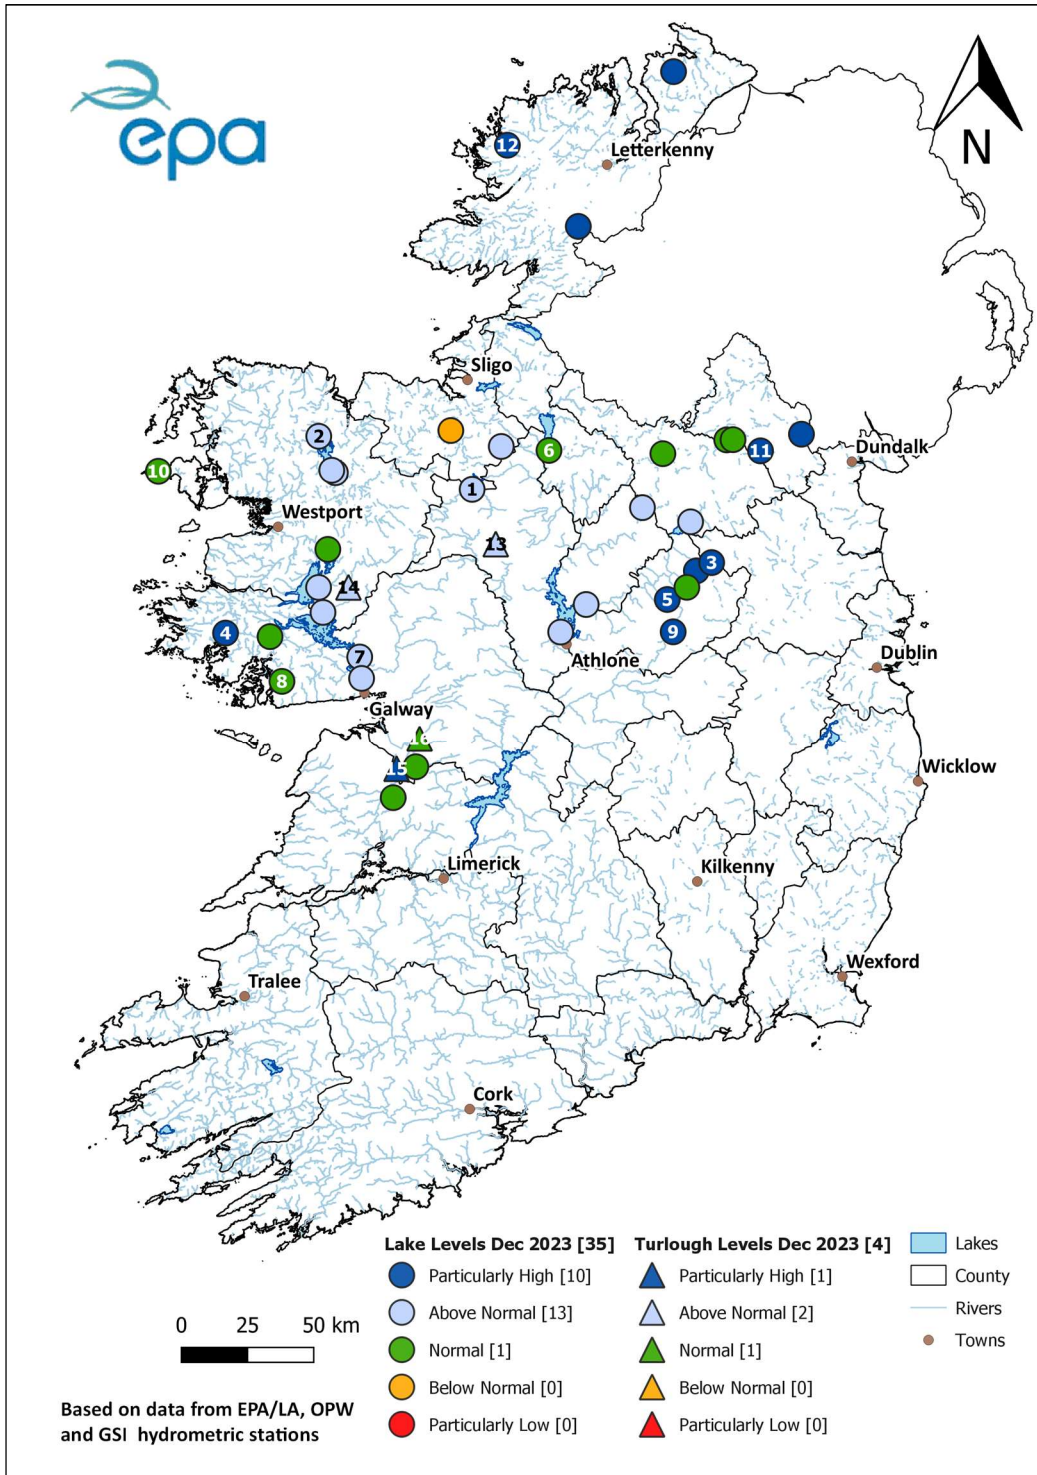 epa
N
12
Letterkenny
Sligo
2
6
11
Dundalk
10
1
Westport
13
3
14
5
4
9
7
Athlone
Dublin
8
Galway
16
15
Wicklow
Limerick
Kilkenny
Wexford
Tralee
Cork
Lake Levels Dec 2023 [35]
Particularly High [10]
Above Normal [13]
Normal [1]
Below Normal [0]
Particularly Low [0]
Turlough Levels Dec 2023 [4]
Particularly High [1]
Above Normal [2]
Normal [1]
Below Normal [0]
Particularly Low [0]
Lakes
County
Rivers
Towns
0 25 50 km
Based on data from EPA/LA, OPW
and GSI hydrometric stations